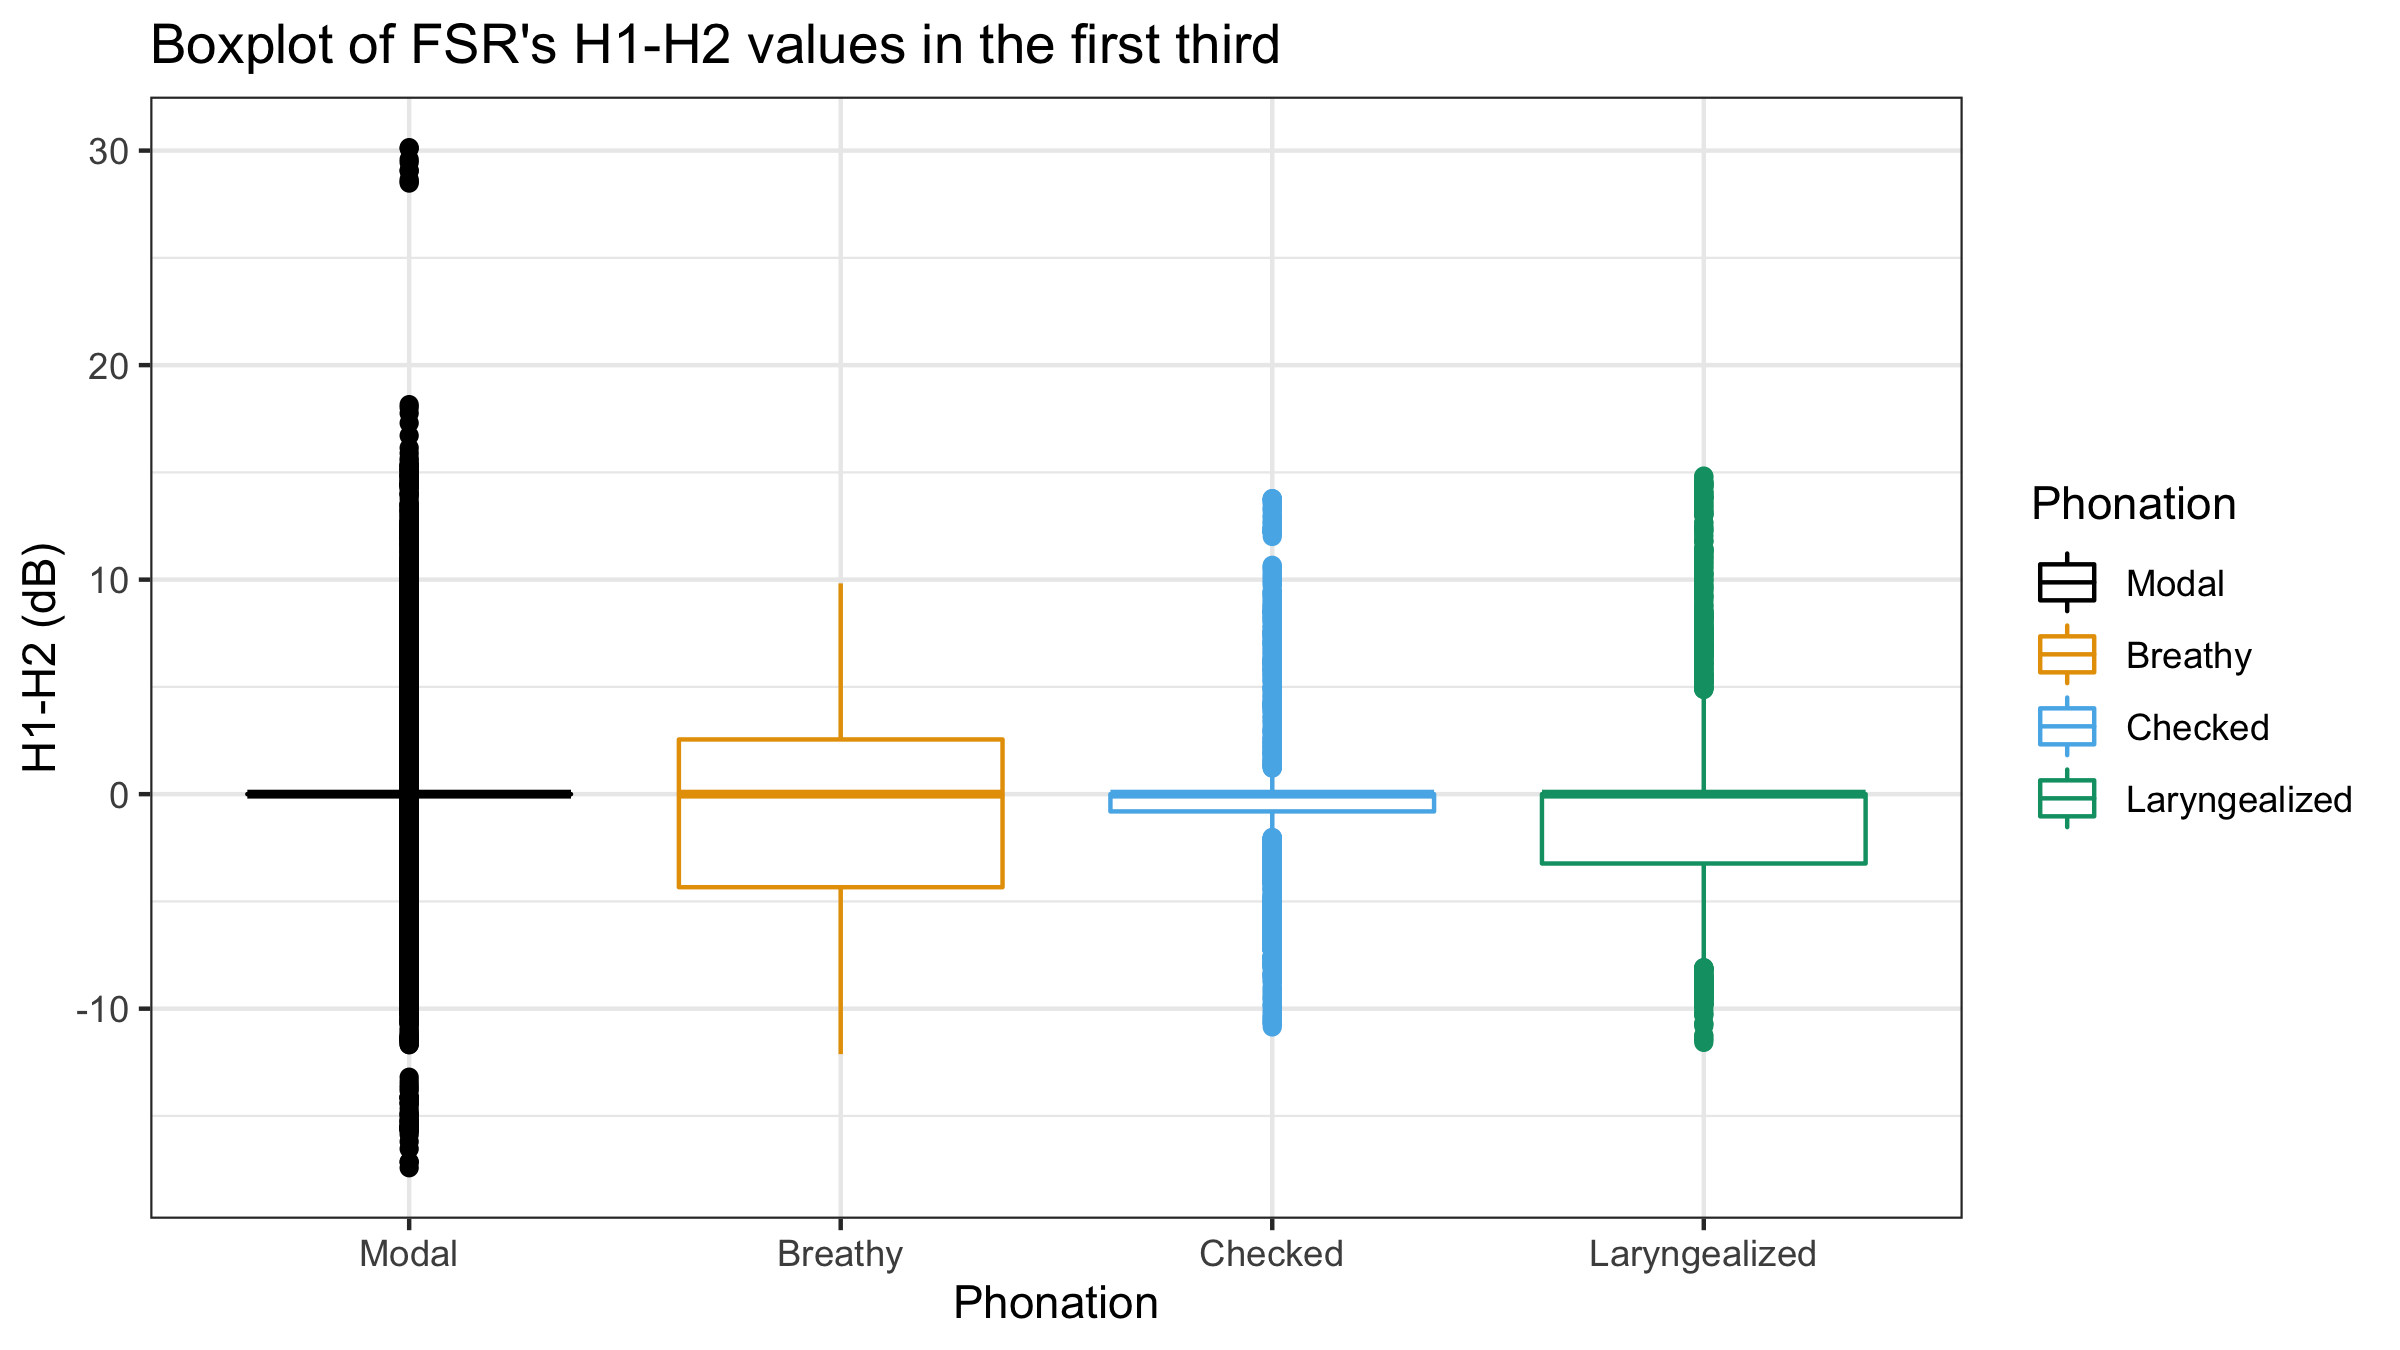 Boxplot of FSR's H1-H2 values in the first third
H1-H2 (dB)
30
20
10
0
-10
Modal
Breathy
Checked
Laryngealized
Phonation
Phonation
Modal
Breathy
Checked
Laryngealized